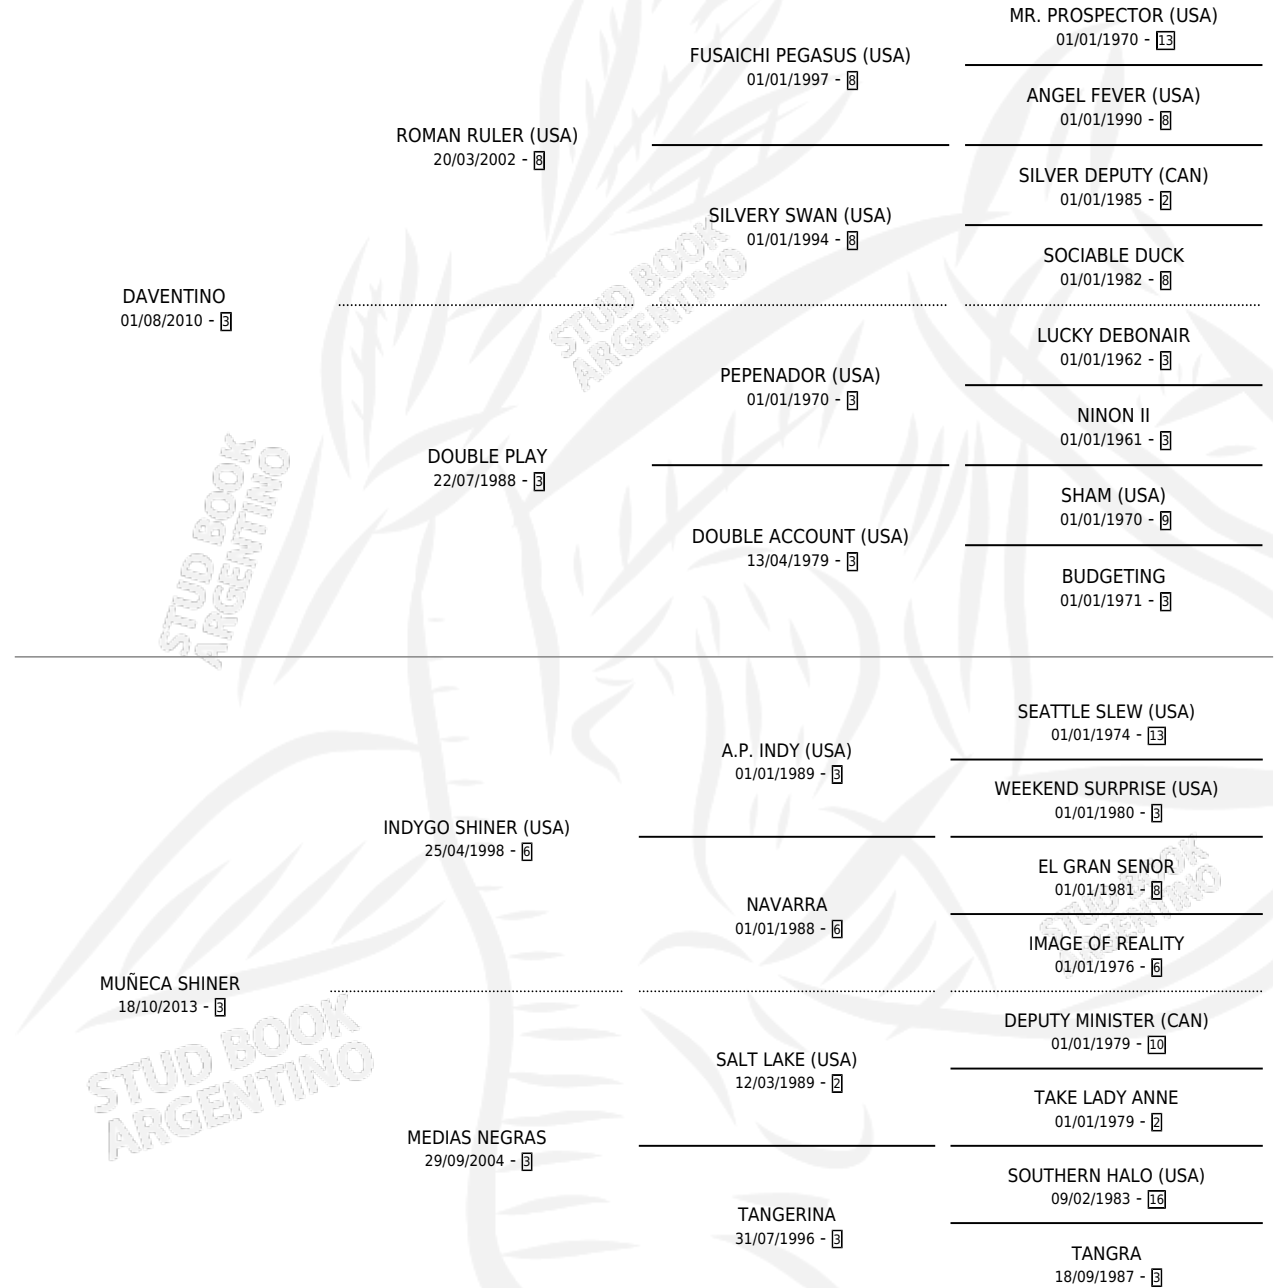 MR. PROSPECTOR (USA)
01/01/1970 - 13
FUSAICHI PEGASUS (USA)
01/01/1997 - 8
ANGEL FEVER (USA)
01/01/1990 - 8
ROMAN RULER (USA)
20/03/2002 - 8
SILVER DEPUTY (CAN)
01/01/1985 - 2
SILVERY SWAN (USA)
01/01/1994 - 8
SOCIABLE DUCK
01/01/1982 - 8
DAVENTINO
01/08/2010 - 3
LUCKY DEBONAIR
01/01/1962 - 3
PEPENADOR (USA)
01/01/1970 - 3
NINON II
01/01/1961 - 3
DOUBLE PLAY
22/07/1988 - 3
SHAM (USA)
01/01/1970 - 9
DOUBLE ACCOUNT (USA)
13/04/1979 - 3
BUDGETING
01/01/1971 - 3
SEATTLE SLEW (USA)
01/01/1974 - 13
A.P. INDY (USA)
01/01/1989 - 3
WEEKEND SURPRISE (USA)
01/01/1980 - 3
INDYGO SHINER (USA)
25/04/1998 - 6
EL GRAN SENOR
01/01/1981 - 8
NAVARRA
01/01/1988 - 6
IMAGE OF REALITY
01/01/1976 - 6
MUÑECA SHINER
18/10/2013 - 3
DEPUTY MINISTER (CAN)
01/01/1979 - 10
SALT LAKE (USA)
12/03/1989 - 2
TAKE LADY ANNE
01/01/1979 - 2
MEDIAS NEGRAS
29/09/2004 - 3
SOUTHERN HALO (USA)
09/02/1983 - 16
TANGERINA
31/07/1996 - 3
TANGRA
18/09/1987 - 3
STUD BOOK
ARGENTINO
STUD BOOK
ARGENTINO
STUD BOOK
ARGENTINO
STUD BOOK
ARGENTINO